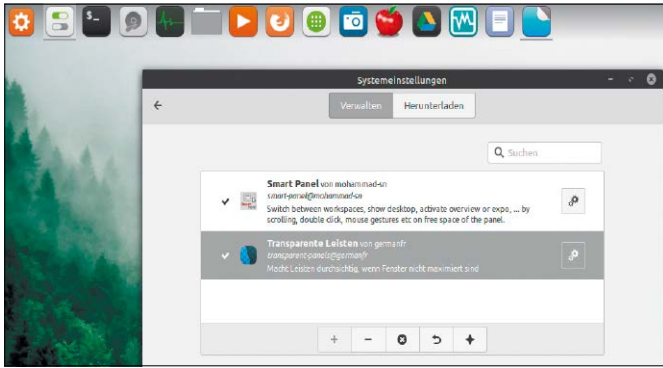 $-
Systemeinstellungen
Verwalten Herunterladen
Suchen
Smart Panel von mohammad-sn
smart-panel@mohammad-sn
Switch between workspaces, show desktop, activate overview or expo, ... by
scrolling, double click, mouse gestures etc on free space of the panel.
Transparente Leisten von germanfr
transparent-panels@germanfr
Macht Leisten durchsichtig, wenn Fenster nicht maximiert sind